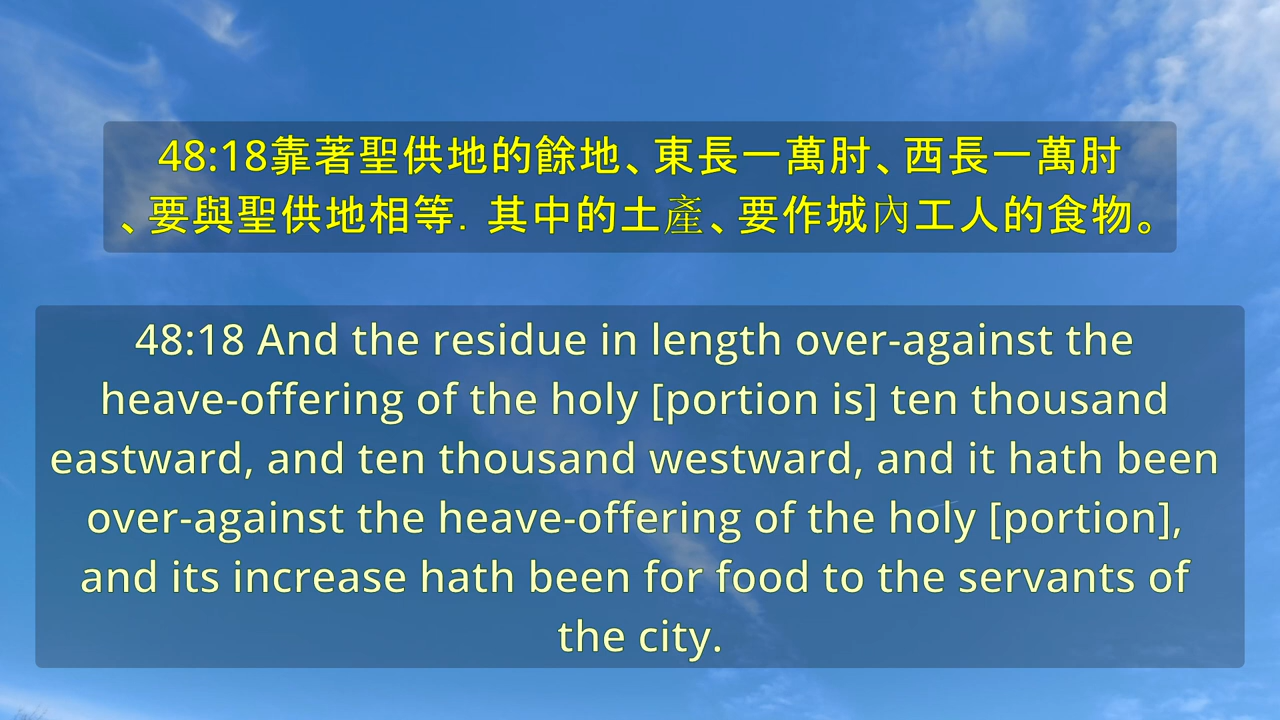 48:18靠著聖供地的餘地、東長一萬肘、西長一萬肘
、要與聖供地相等. 其中的土產、要作城內工人的食物。
48:18 And the residue in length over-against the
heave-offering of the holy [portion is] ten thousand
eastward, and ten thousand westward, and it hath been
over-against the heave-offering of the holy [portion],
and its increase hath been for food to the servants of
the city.